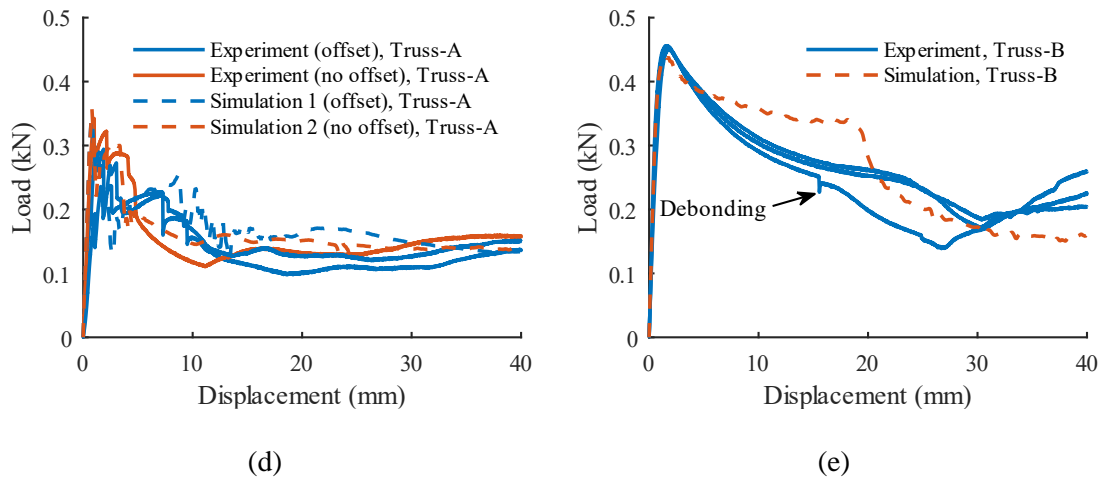 0.5
0.4
0.3
0.2
0.1
0
Load (kN)
Experiment (offset), Truss-A
Experiment (no offset), Truss-A
Simulation 1 (offset), Truss-A
Simulation 2 (no offset), Truss-A
0 10 20 30 40
Displacement (mm)
(d)
0.5
0.4
0.3
0.2
0.1
0
Load (kN)
Experiment, Truss-B
Simulation, Truss-B
Debonding
0 10 20 30 40
Displacement (mm)
(e)